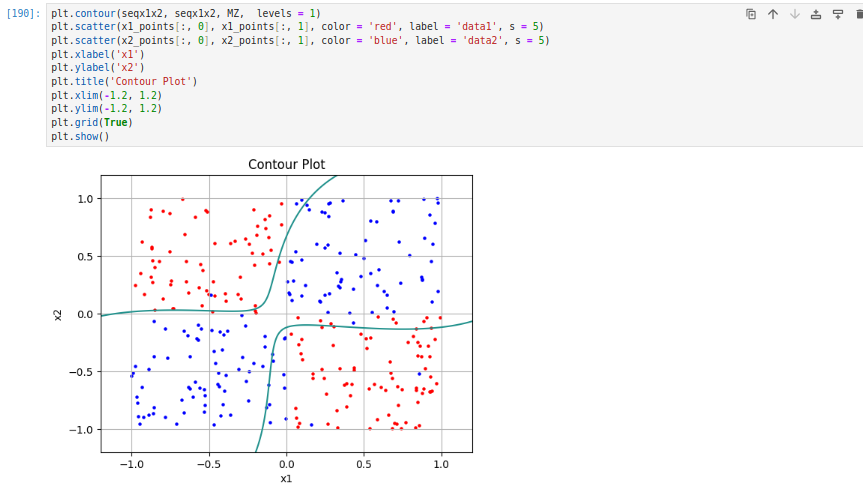 [190]: plt.contour(seqx1x2, seqx1x2, MZ,  levels = 1)
plt.scatter(x1_points[:, 0], x1_points[:, 1], color = 'red', label = 'data1', s = 5)
plt.scatter(x2_points[:, 0], x2_points[:, 1], color = 'blue', label = 'data2', s = 5)
plt.xlabel('x1')
plt.ylabel('x2')
plt.title('Contour Plot')
plt.xlim(-1.2, 1.2)
plt.ylim(-1.2, 1.2)
plt.grid(True)
plt.show()
Contour Plot
1.0
0.5
0.0
−0.5
−1.0
x2
−1.0 −0.5 0.0 0.5 1.0
x1